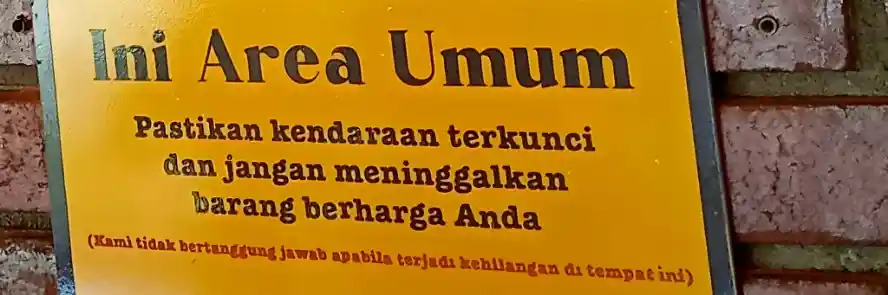 Ini Area Umum
Pastikan kendaraan terkunci
dan jangan meninggalkan
barang berharga Anda
(Kami tidak bertanggung jawab apabila terjadi kehilangan di tempat ini)